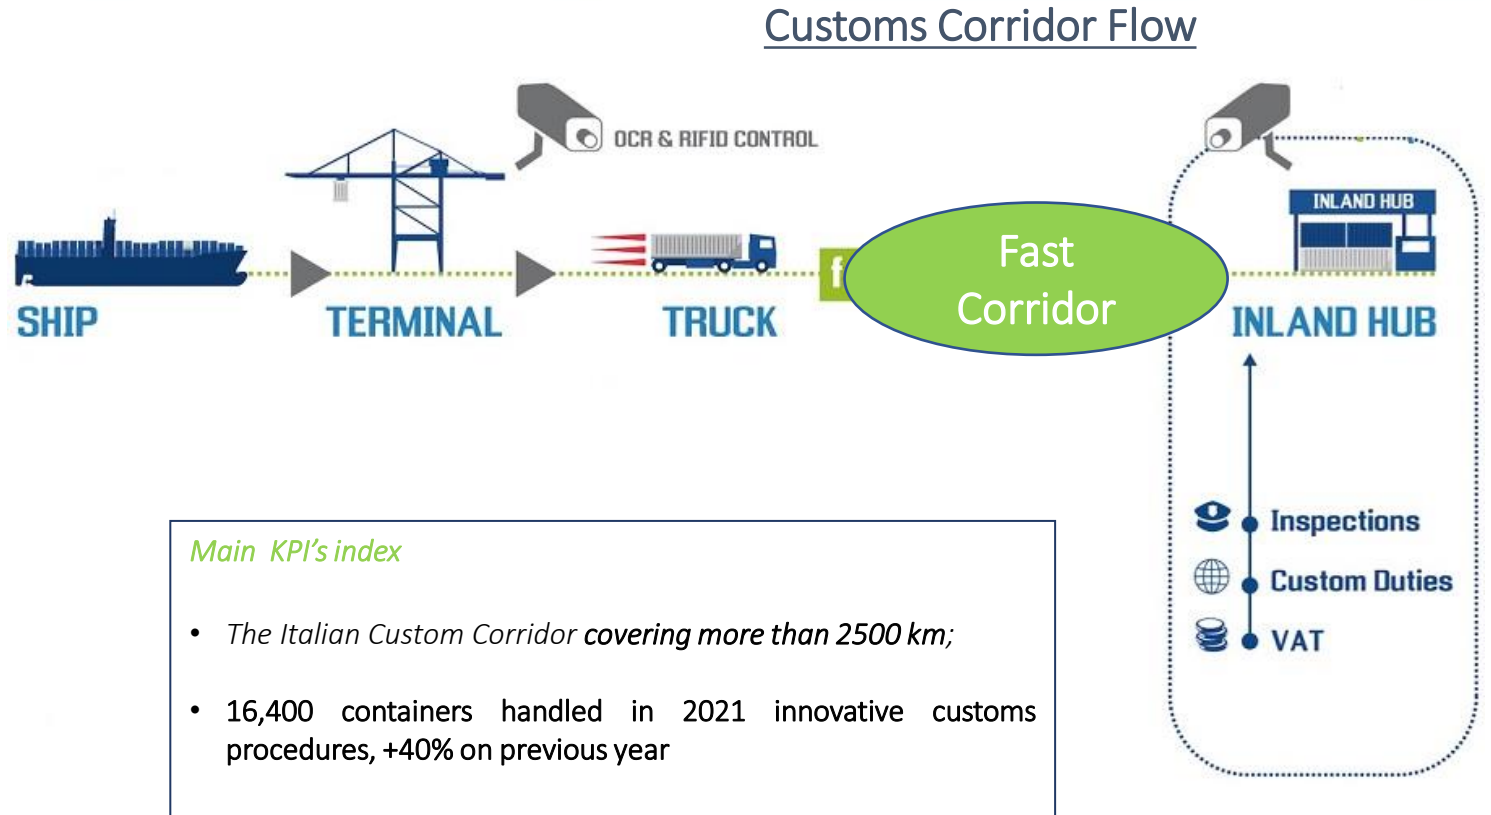 Customs Corridor Flow
OCR & RIFID CONTROL
INLAND HUB
f
Fast
Corridor
SHIP
TERMINAL
TRUCK
INLAND HUB
Inspections
Custom Duties
VAT
Main KPI’s index
• The Italian Custom Corridor covering more than 2500 km;
• 16,400 containers handled in 2021 innovative customs
procedures, +40% on previous year